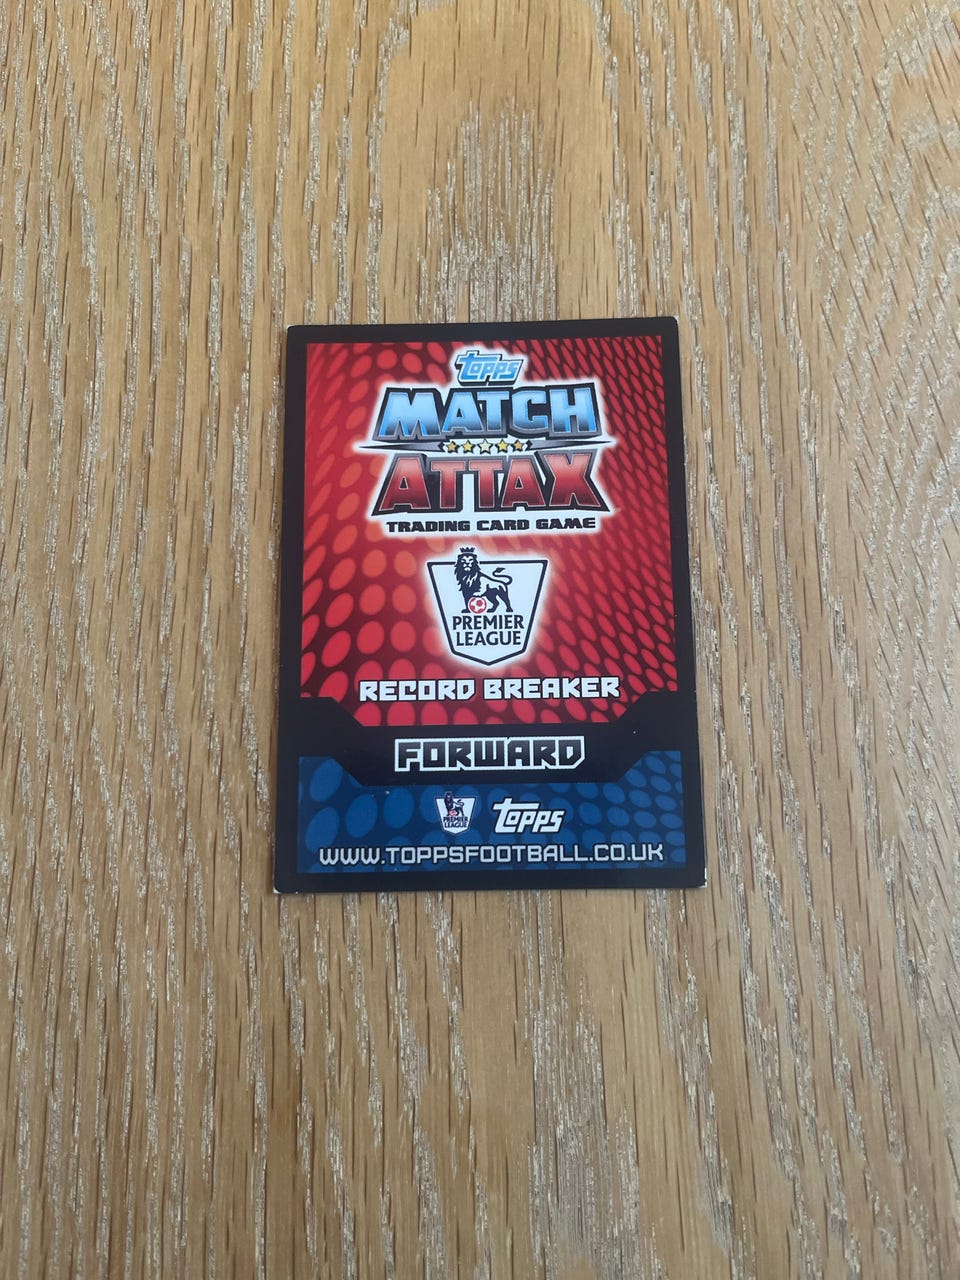 topps
MATCH
ATTAX
TRADING CARD GAME
PREMIER
LEAGUE
RECORD BREAKER
FORWARD
PREMIER
LEAGUE
topps
WWW.TOPPSFOOTBALL.CO.UK